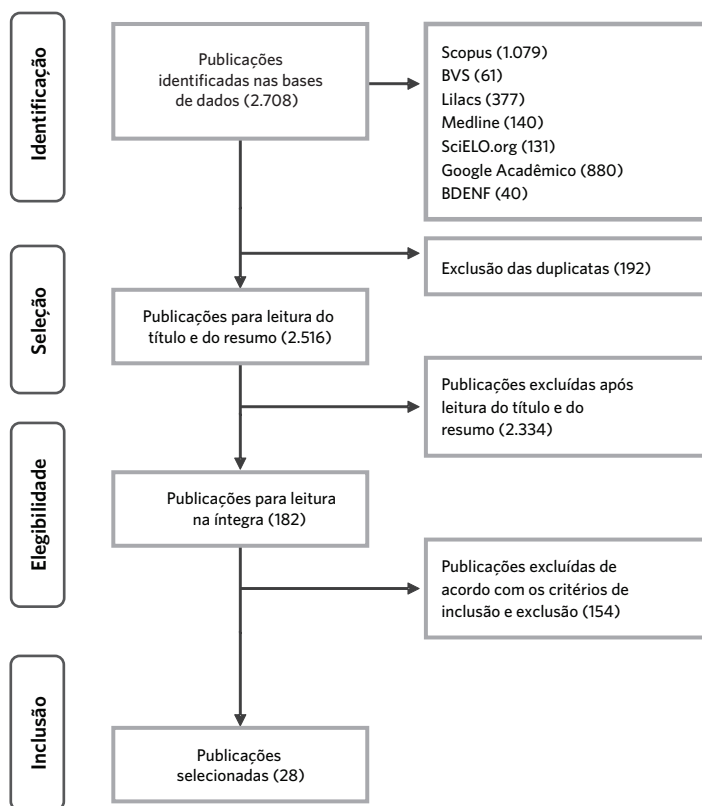 Identificação
Publicações
identificadas nas bases
de dados (2.708)
Scopus (1.079)
BVS (61)
Lilacs (377)
Medline (140)
SciELO.org (131)
Google Acadêmico (880)
BDENF (40)
Exclusão das duplicatas (192)
Seleção
Publicações para leitura do
título e do resumo (2.516)
Publicações excluídas após
leitura do título e do
resumo (2.334)
Elegibilidade
Publicações para leitura
na íntegra (182)
Publicações excluídas de
acordo com os critérios de
inclusão e exclusão (154)
Inclusão
Publicações
selecionadas (28)